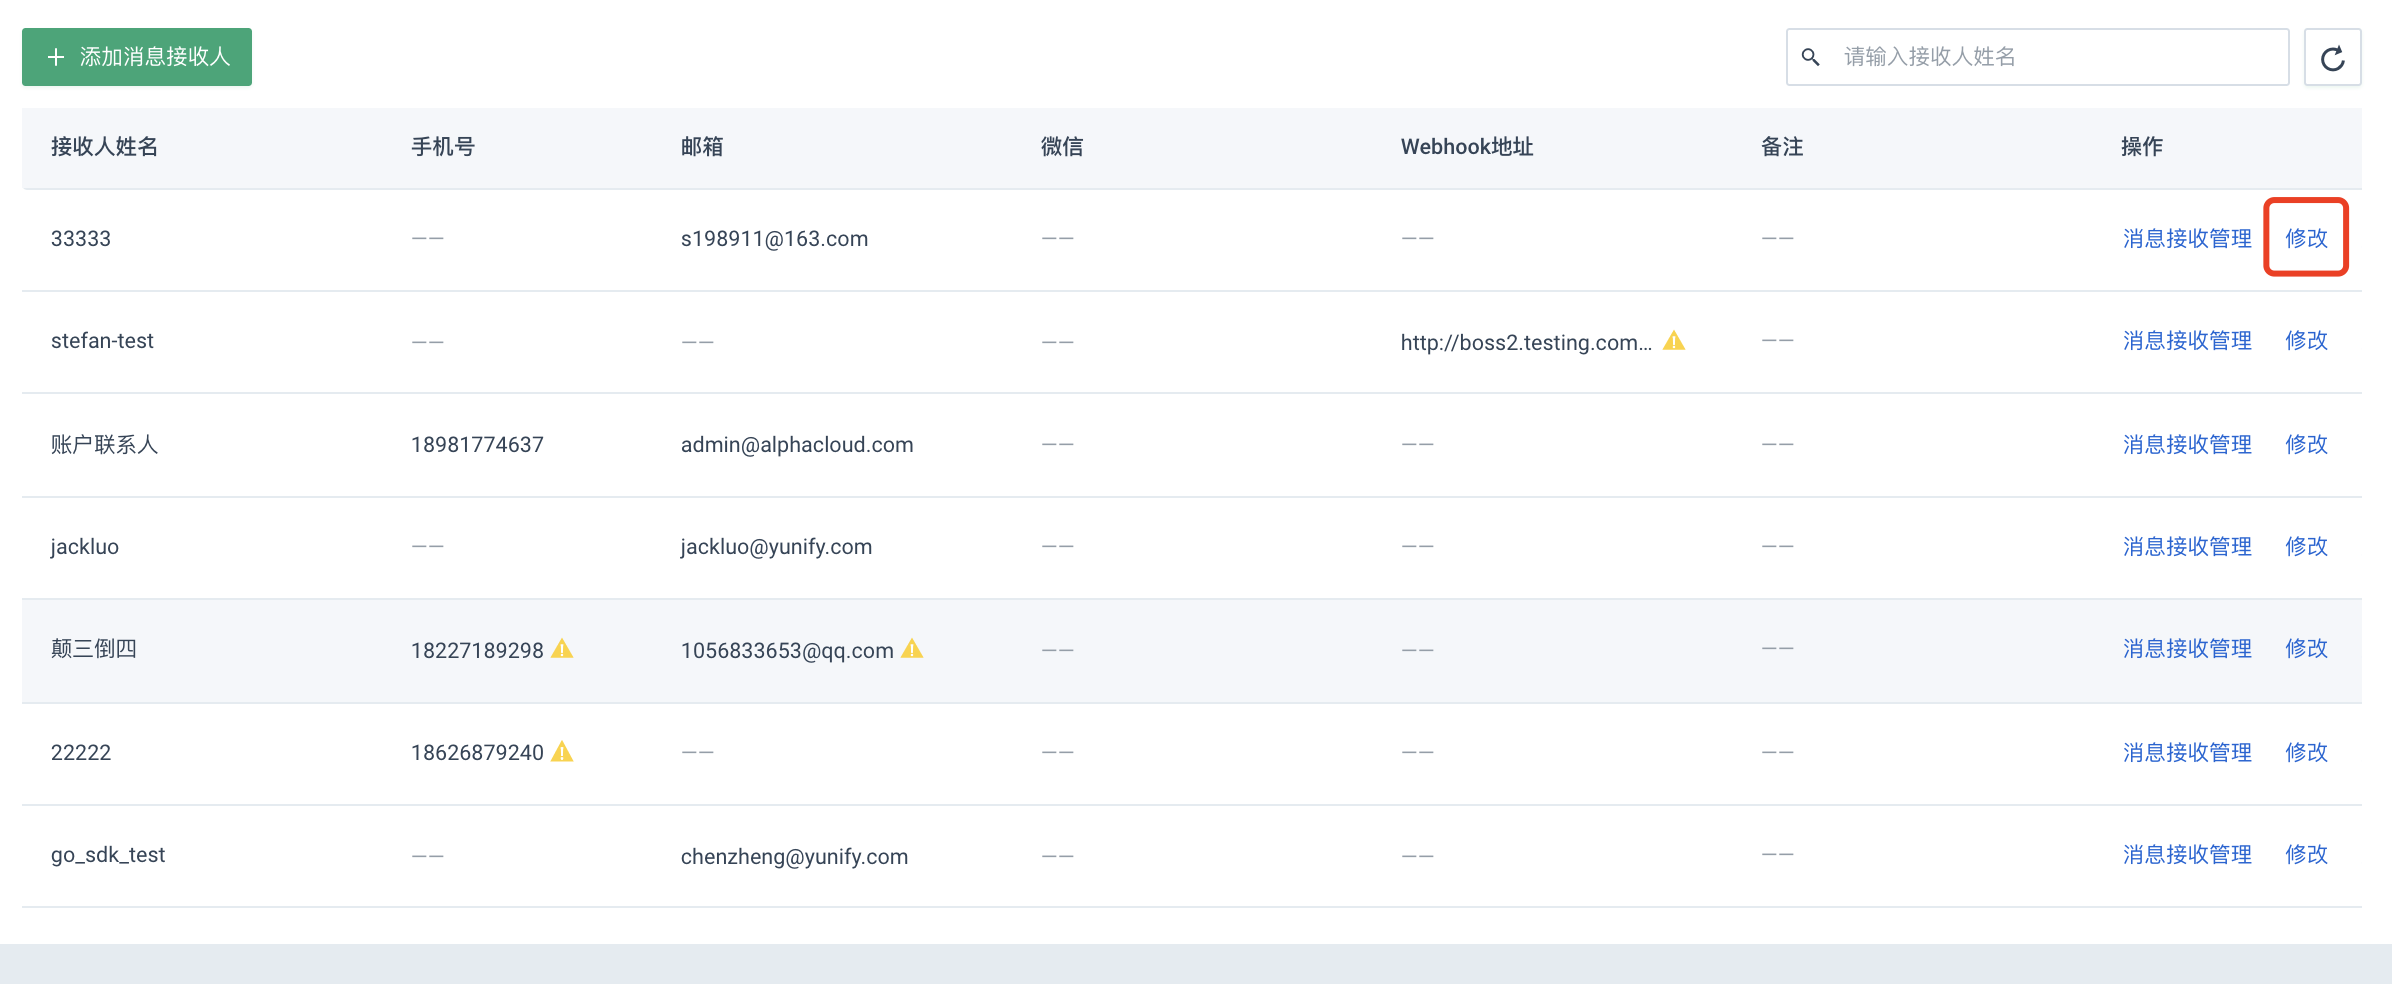 添加消息接收人
请输入接收人姓名
接收人姓名 手机号 邮箱 微信 Webhook地址 备注 操作
33333 —— s198911@163.com —— —— —— 消息接收管理 修改
stefan-test —— —— —— http://boss2.testing.com... —— 消息接收管理 修改
账户联系人 18981774637 admin@alphacloud.com —— —— —— 消息接收管理 修改
jackluo —— jackluo@yunify.com —— —— —— 消息接收管理 修改
颠三倒四 18227189298 1056833653@qq.com —— —— —— 消息接收管理 修改
22222 18626879240 —— —— —— —— 消息接收管理 修改
go_sdk_test —— chenzheng@yunify.com —— —— —— 消息接收管理 修改